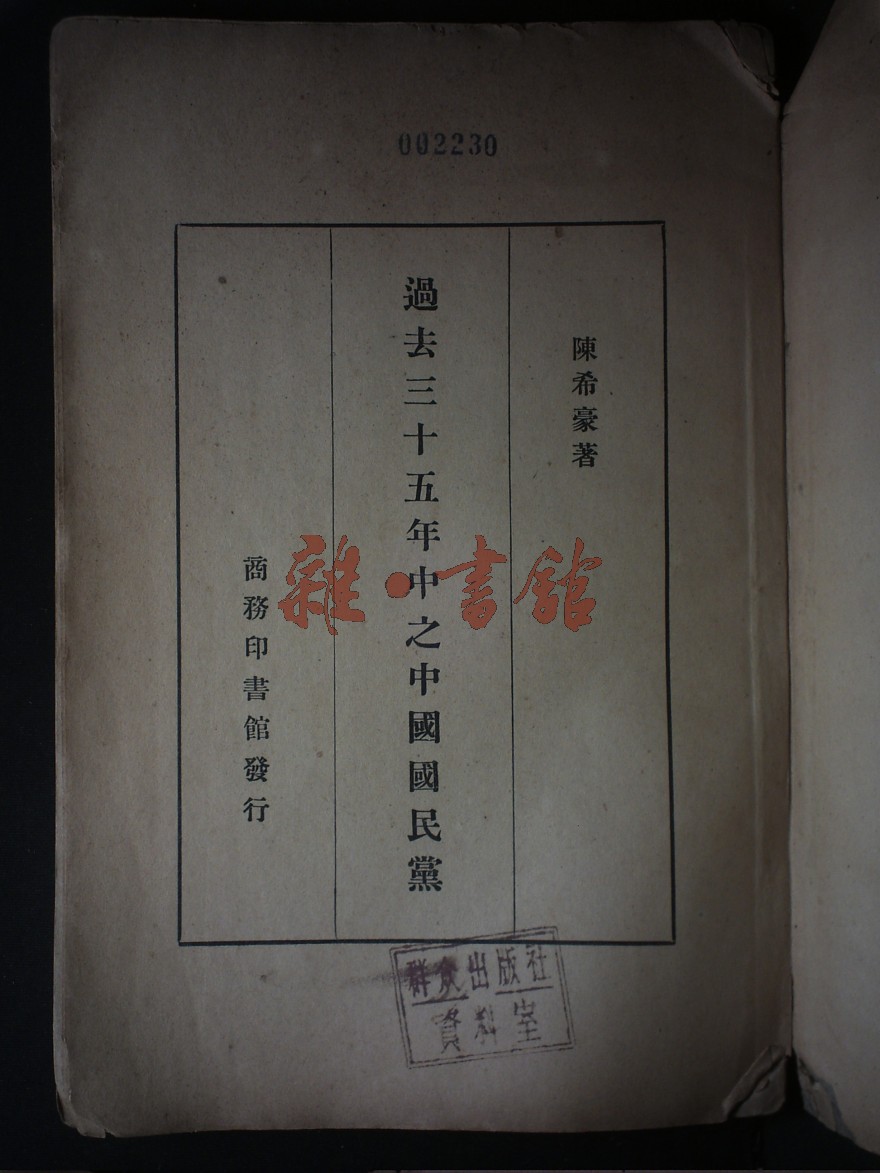 002230
陳希豪著
過去三十五年中之中國國民黨
商務印書館發行
雜·書館
群众出版社
資料室